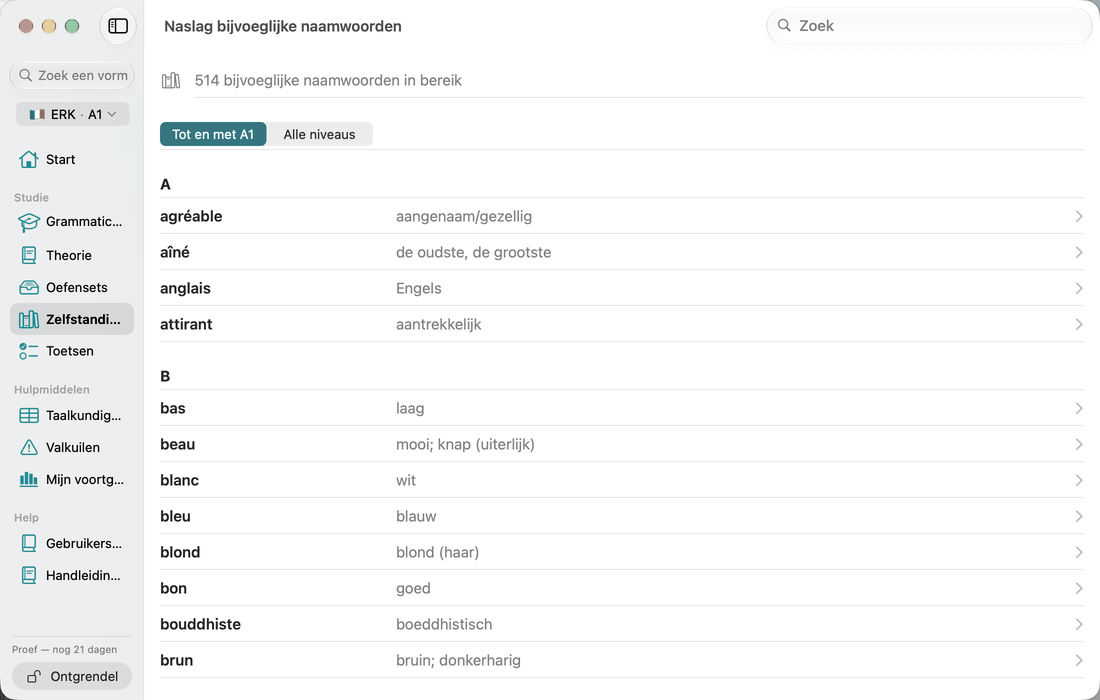 Naslag bijvoeglijke naamwoorden
Zoek
Zoek een vorm
ERK · A1
Start
Studie
Grammatic...
Theorie
Oefensets
Zelfstandi...
Toetsen
Hulpmiddelen
Taalkundig...
Valkuilen
Mijn voortg...
Help
Gebruikers...
Handleidin...
Proef — nog 21 dagen
Ontgrendel
514 bijvoeglijke naamwoorden in bereik
Tot en met A1 Alle niveaus
A
agréable aangenaam/gezellig
aîné de oudste, de grootste
anglais Engels
attirant aantrekkelijk
B
bas laag
beau mooi; knap (uiterlijk)
blanc wit
bleu blauw
blond blond (haar)
bon goed
bouddhiste boeddhistisch
brun bruin; donkerharig